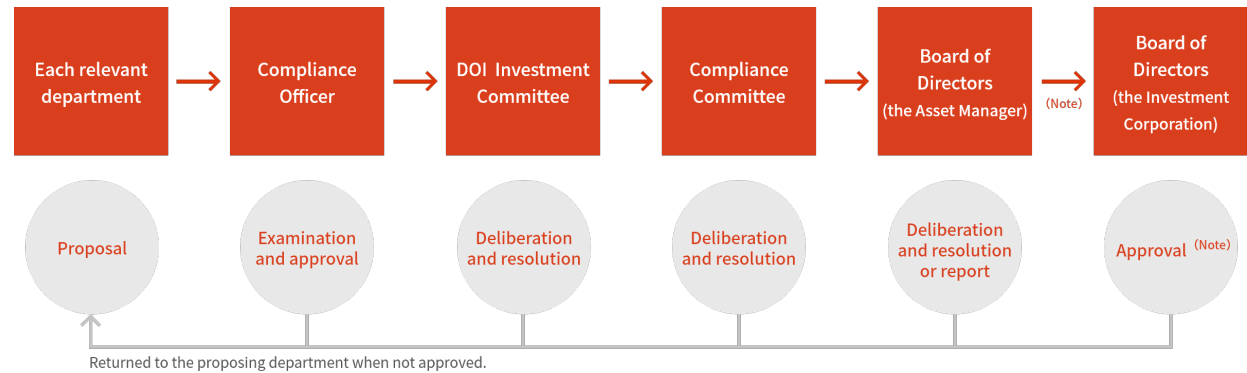 Each relevant
department
Compliance
Officer
DOI Investment
Committee
Compliance
Committee
Board of
Directors
(the Asset Manager)
(Note)
Board of
Directors
(the Investment
Corporation)
Proposal
Examination
and approval
Deliberation
and resolution
Deliberation
and resolution
Deliberation
and resolution
or report
Approval (Note)
Returned to the proposing department when not approved.